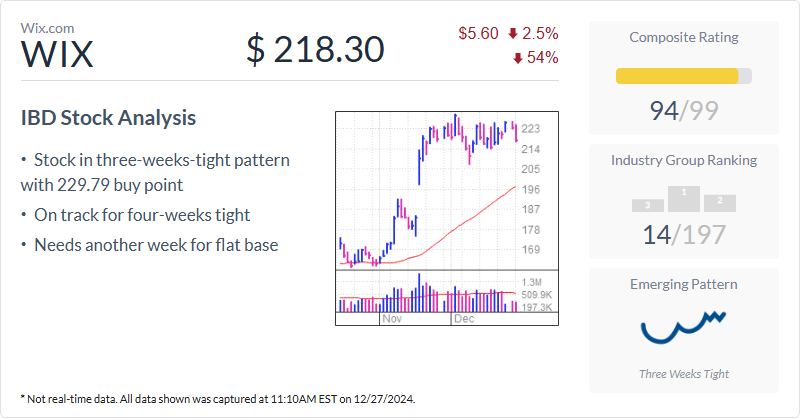 Wix.com
WIX
$ 218.30
$5.60 2.5%
54%
IBD Stock Analysis
• Stock in three-weeks-tight pattern
with 229.79 buy point
• On track for four-weeks tight
• Needs another week for flat base
223
214
205
196
187
178
169
1.3M
509.9K
197.3K
Nov Dec
Composite Rating
94/99
Industry Group Ranking
3 1 2
14/197
Emerging Pattern
Three Weeks Tight
* Not real-time data. All data shown was captured at 11:10AM EST on 12/27/2024.